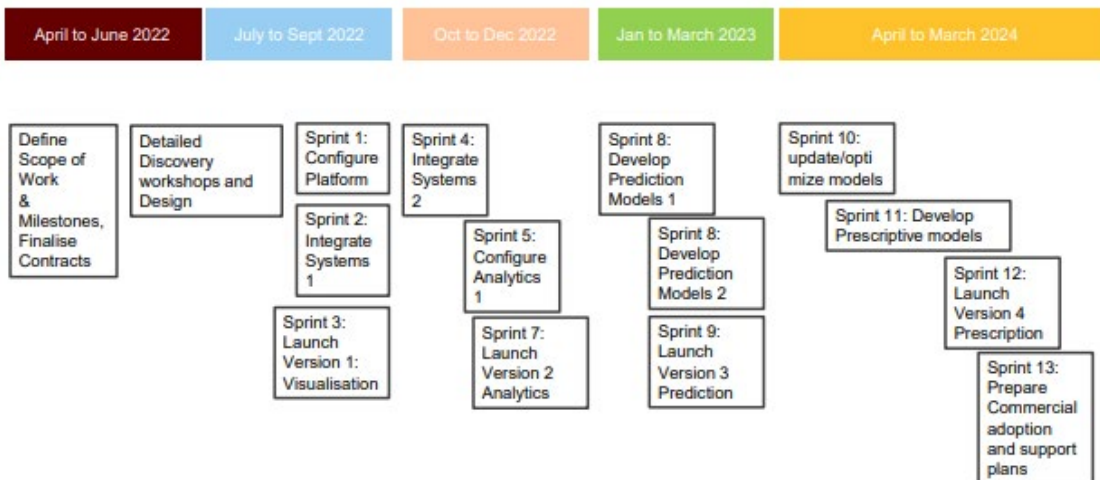 April to June 2022
July to Sept 2022
Oct to Dec 2022
Jan to March 2023
April to March 2024
Define
Scope of
Work
&
Milestones,
Finalise
Contracts
Detailed
Discovery
workshops and
Design
Sprint 1:
Configure
Platform
Sprint 2:
Integrate
Systems
1
Sprint 3:
Launch
Version 1:
Visualisation
Sprint 4:
Integrate
Systems
2
Sprint 5:
Configure
Analytics
1
Sprint 7:
Launch
Version 2
Analytics
Sprint 8:
Develop
Prediction
Models 1
Sprint 8:
Develop
Prediction
Models 2
Sprint 9:
Launch
Version 3
Prediction
Sprint 10:
update/opti
mize models
Sprint 11: Develop
Prescriptive models
Sprint 12:
Launch
Version 4
Prescription
Sprint 13:
Prepare
Commercial
adoption
and support
plans